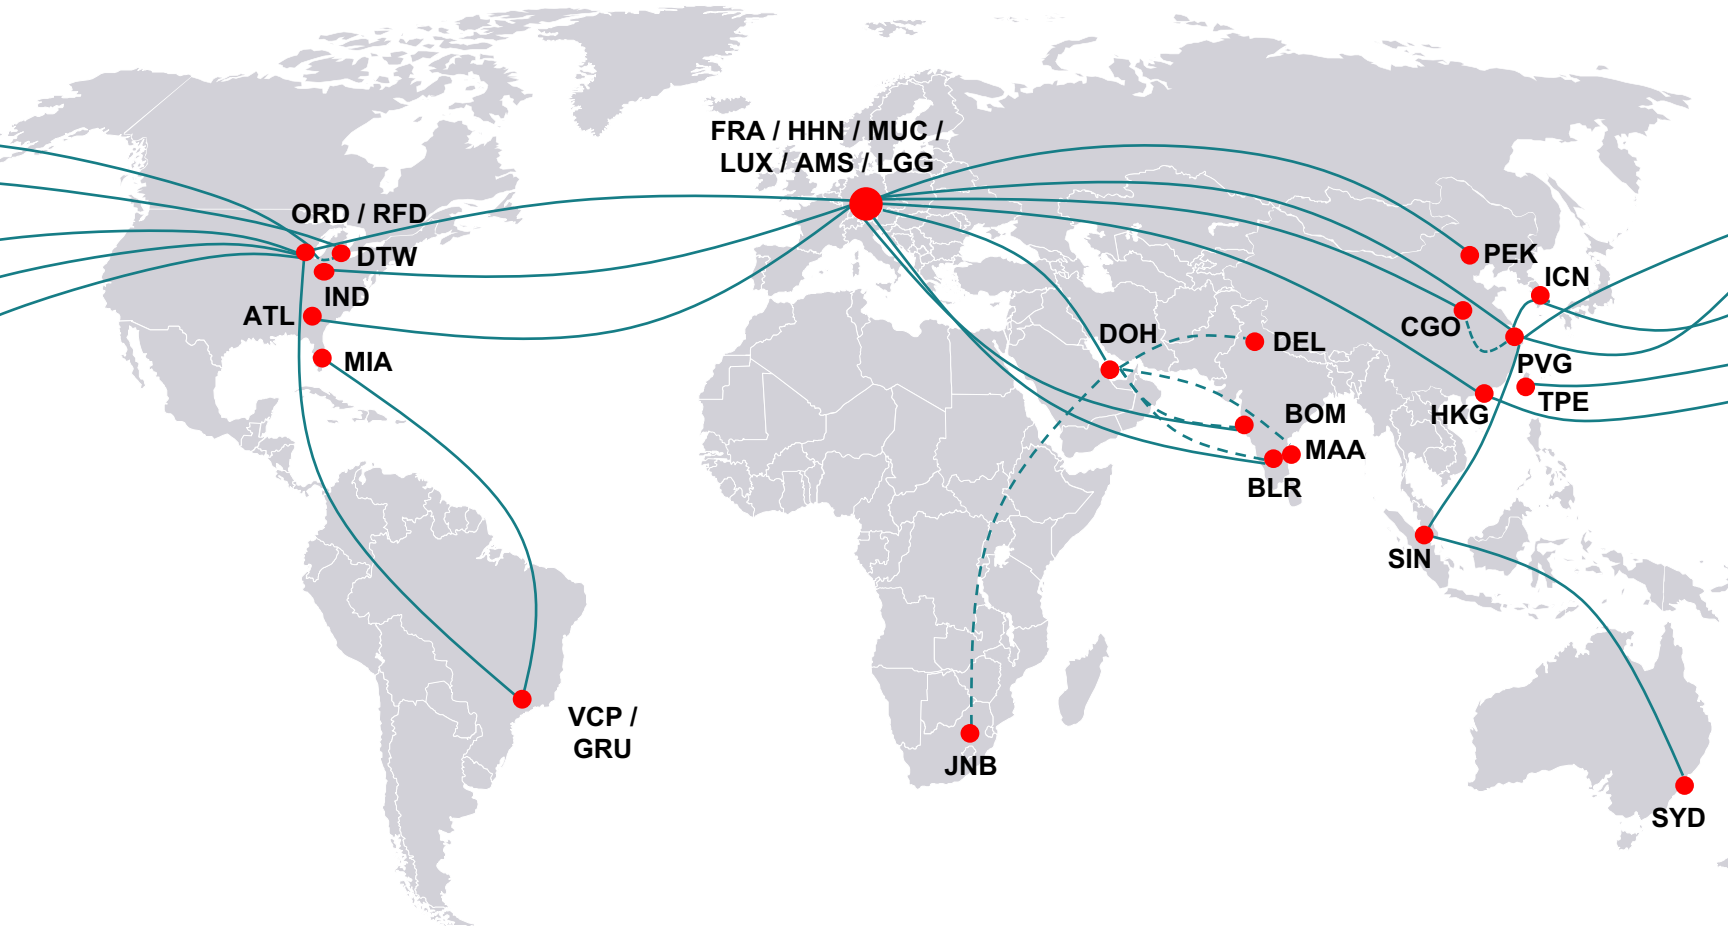 FRA / HHN / MUC /
LUX / AMS / LGG
ORD / RFD
DTW
IND
ATL
MIA
VCP /
GRU
DOH
DEL
BOM
MAA
BLR
JNB
PEK
ICN
CGO
PVG
TPE
HKG
SIN
SYD